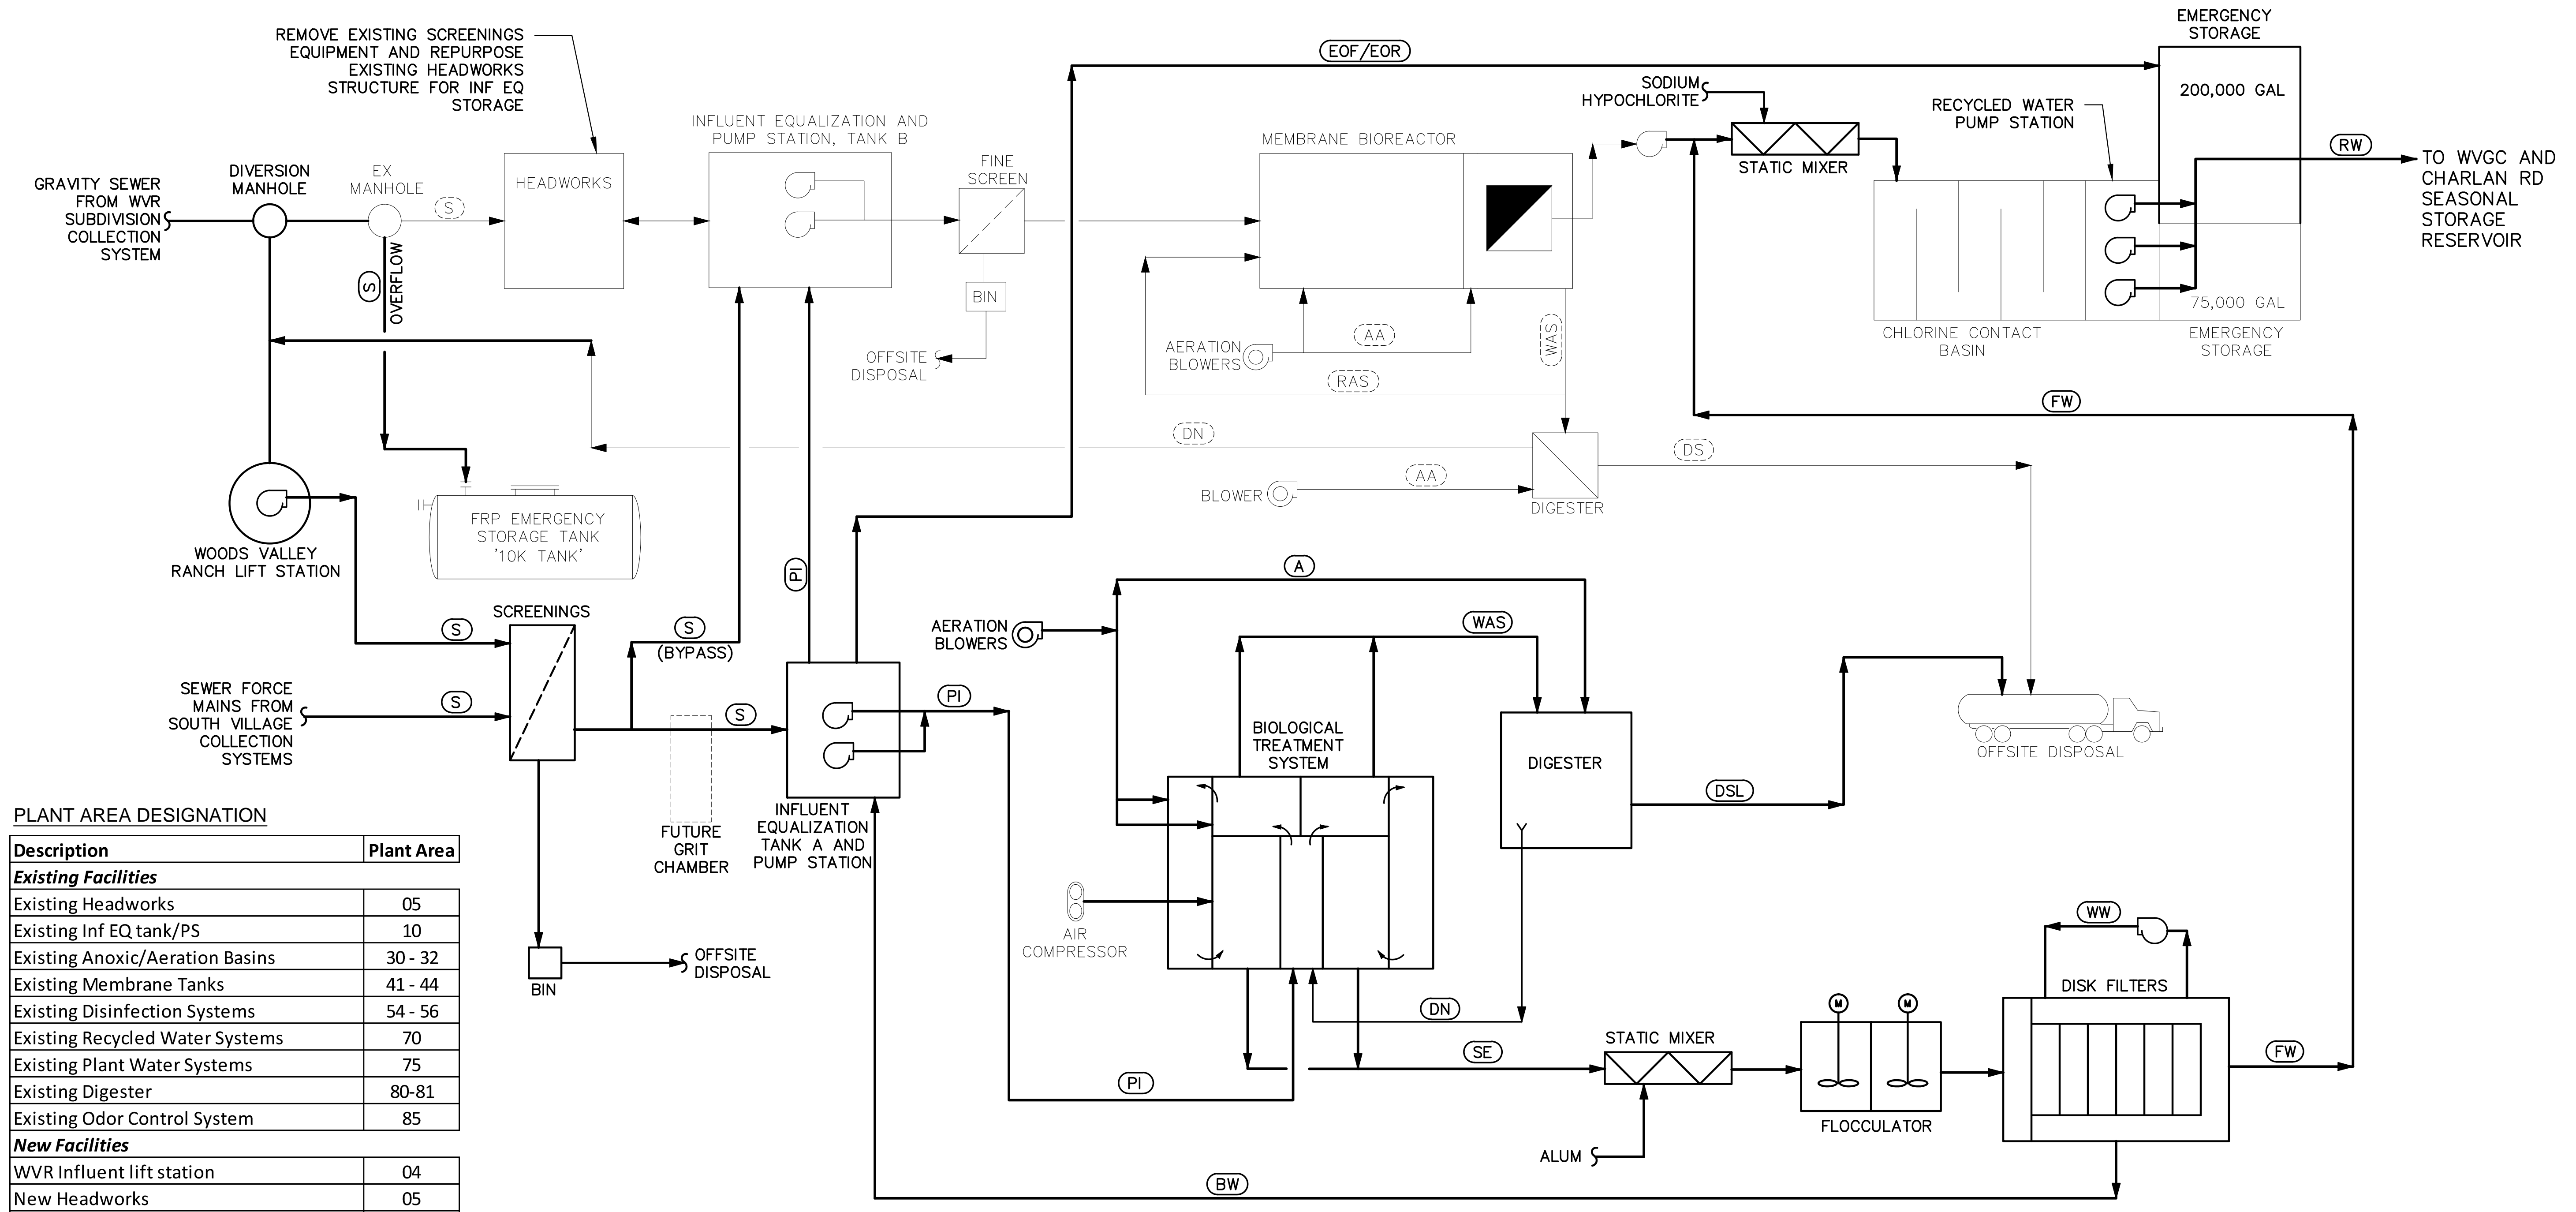 REMOVE EXISTING SCREENINGS
EQUIPMENT AND REPURPOSE
EXISTING HEADWORKS
STRUCTURE FOR INF EQ
STORAGE
EOF/EOR
EMERGENCY
STORAGE
200,000 GAL
SODIUM
HYPOCHLORITE
STATIC MIXER
RECYCLED WATER
PUMP STATION
RW
TO WVGC AND
CHARLAN RD
SEASONAL
STORAGE
RESERVOIR
75,000 GAL
EMERGENCY
STORAGE
CHLORINE CONTACT
BASIN
INFLUENT EQUALIZATION AND
PUMP STATION, TANK B
FINE
SCREEN
BIN
OFFSITE
DISPOSAL
MEMBRANE BIOREACTOR
AERATION
BLOWERS
AA
RAS
WAS
GRAVITY SEWER
FROM WVR
SUBDIVISION
COLLECTION
SYSTEM
DIVERSION
MANHOLE
EX
MANHOLE
S
HEADWORKS
S
OVERFLOW
FW
DN
DS
BLOWER
AA
DIGESTER
WOODS VALLEY
RANCH LIFT STATION
FRP EMERGENCY
STORAGE TANK
'10K TANK'
PI
SCREENINGS
S
S
(BYPASS)
SEWER FORCE
MAINS FROM
SOUTH VILLAGE
COLLECTION
SYSTEMS
S
S
FUTURE
GRIT
CHAMBER
INFLUENT
EQUALIZATION
TANK A AND
PUMP STATION
PI
BIN
OFFSITE
DISPOSAL
AERATION
BLOWERS
A
WAS
BIOLOGICAL
TREATMENT
SYSTEM
DIGESTER
DSL
OFFSITE DISPOSAL
AIR
COMPRESSOR
DN
PI
SE
STATIC MIXER
ALUM
M
M
FLOCCULATOR
WW
DISK FILTERS
FW
BW
PLANT AREA DESIGNATION
Description Plant Area
Existing Facilities
Existing Headworks 05
Existing Inf EQ tank/PS 10
Existing Anoxic/Aeration Basins 30 - 32
Existing Membrane Tanks 41 - 44
Existing Disinfection Systems 54 - 56
Existing Recycled Water Systems 70
Existing Plant Water Systems 75
Existing Digester 80-81
Existing Odor Control System 85
New Facilities
WVR Influent lift station 04
New Headworks 05